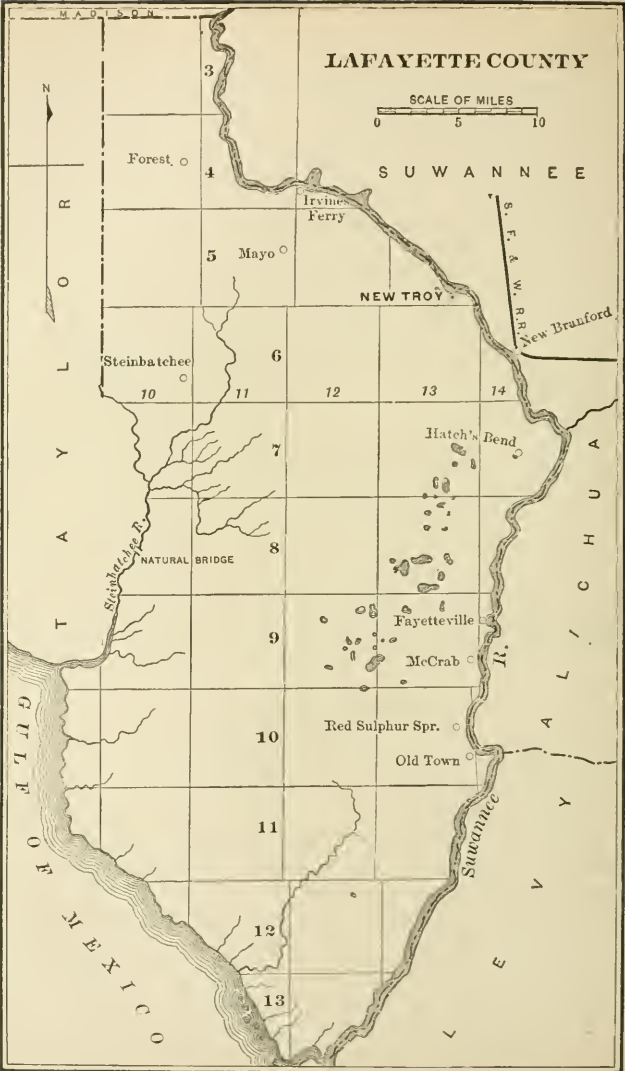 MADISON
LAFAYETTE COUNTY
SCALE OF MILES
0 5 10
N
3
Forest.
4
SUWANNEE
Irvines
Ferry
S. F. & W. R.R.
5
Mayo
NEW TROY.
New Branford
TAYLOR
6
Steinbatchee
10 11 12 13 14
Hatch's Bend
7
ALACHUA
Steinhatchee R.
8
NATURAL BRIDGE
Fayetteville
9
McCrab
R.
GULF OF MEXICO
10
Red Sulphur Spr.
Old Town
11
Suwannee
LEVY
12
13